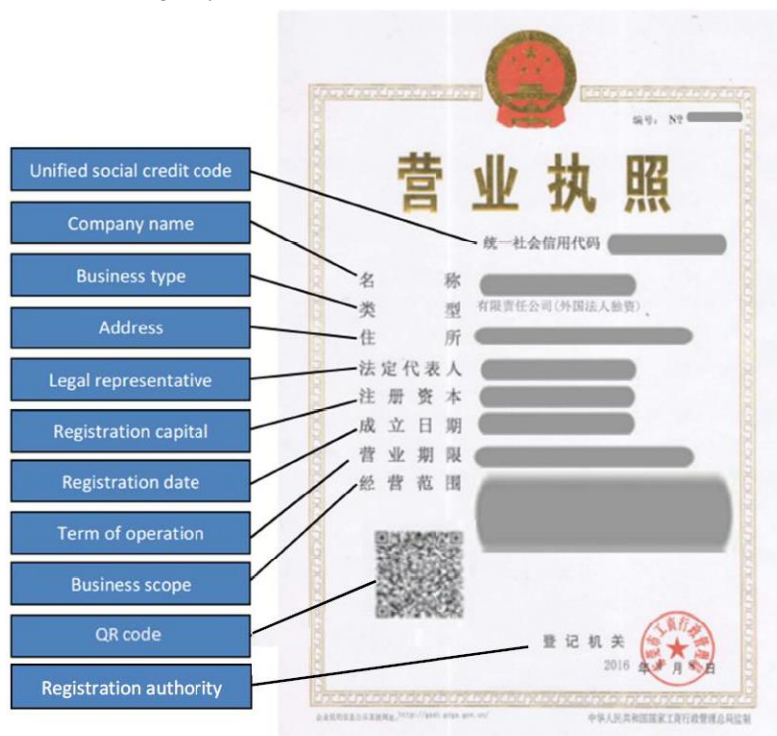 编号: Nº
营业执照
Unified social credit code
统一社会信用代码
Company name
名称
Business type
类型 有限责任公司(外国法人独资)
Address
住所
Legal representative
法定代表人
Registration capital
注册资本
Registration date
成立日期
Term of operation
营业期限
Business scope
经营范围
QR code
Registration authority
登记机关
2016 年 月 日
中华人民共和国国家工商行政管理总局监制